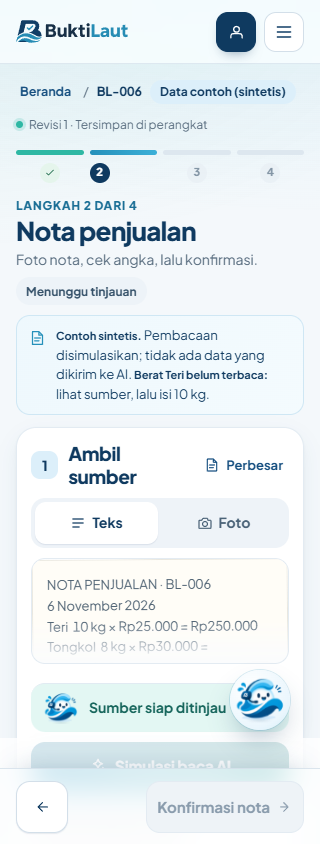 BuktiLaut
Beranda / BL-006 Data contoh (sintetis)
Revisi 1 · Tersimpan di perangkat
2 3 4
LANGKAH 2 DARI 4
Nota penjualan
Foto nota, cek angka, lalu konfirmasi.
Menunggu tinjauan
Contoh sintetis. Pembacaan
disimulasikan; tidak ada data yang
dikirim ke AI. Berat Teri belum terbaca:
lihat sumber, lalu isi 10 kg.
1 Ambil
sumber
Perbesar
Teks Foto
NOTA PENJUALAN · BL-006
6 November 2026
Teri 10 kg × Rp25.000 = Rp250.000
Tongkol 8 kg × Rp30.000 =
Sumber siap ditinjau
Simulasi baca AI
Konfirmasi nota